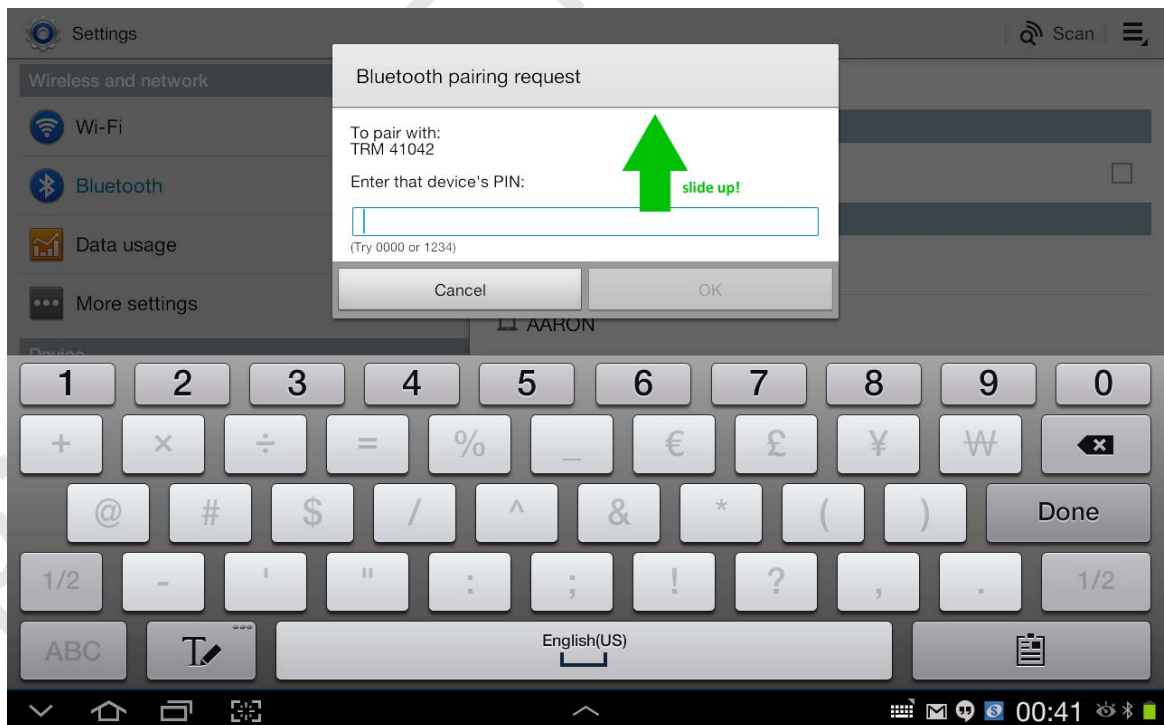 Settings
Scan
Wireless and network
Wi-Fi
Bluetooth
Data usage
More settings
Bluetooth pairing request
To pair with:
TRM 41042
Enter that device's PIN:
slide up!
(Try 0000 or 1234)
Cancel
OK
AARON
Device
1 2 3 4 5 6 7 8 9 0
+ × ÷ = % _ € £ ¥ ₩
@ # $ / ^ & * ( ) Done
1/2 - ' " : ; ! ? , . 1/2
ABC
English(US)
00:41